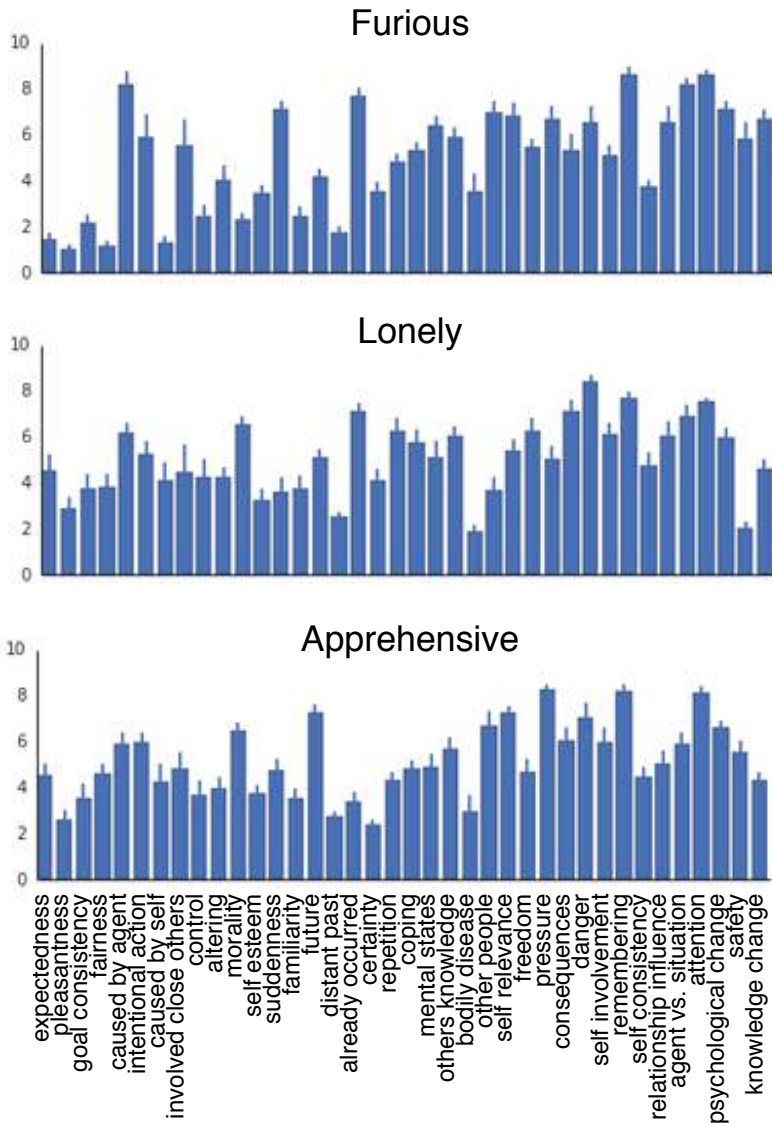 Furious
10
8
6
4
2
0
Lonely
10
8
6
4
2
0
Apprehensive
10
8
6
4
2
0
expectedness
pleasantness
goal consistency
fairness
caused by agent
intentional action
caused by self
involved close others
control
altering
morality
self esteem
suddenness
familiarity
future
distant past
already occurred
certainty
repetition
coping
mental states
others knowledge
bodily disease
other people
self relevance
freedom
pressure
consequences
danger
self involvement
remembering
self consistency
relationship influence
agent vs. situation
attention
psychological change
safety
knowledge change